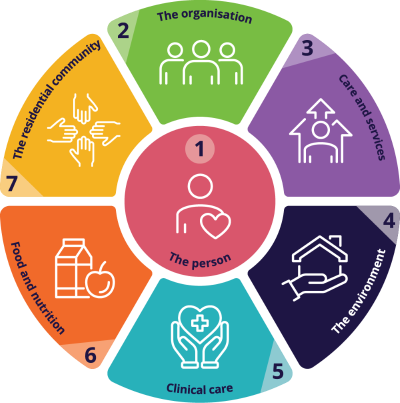 1
The person
2
The organisation
3
Care and services
4
The environment
5
Clinical care
6
Food and nutrition
7
The residential community